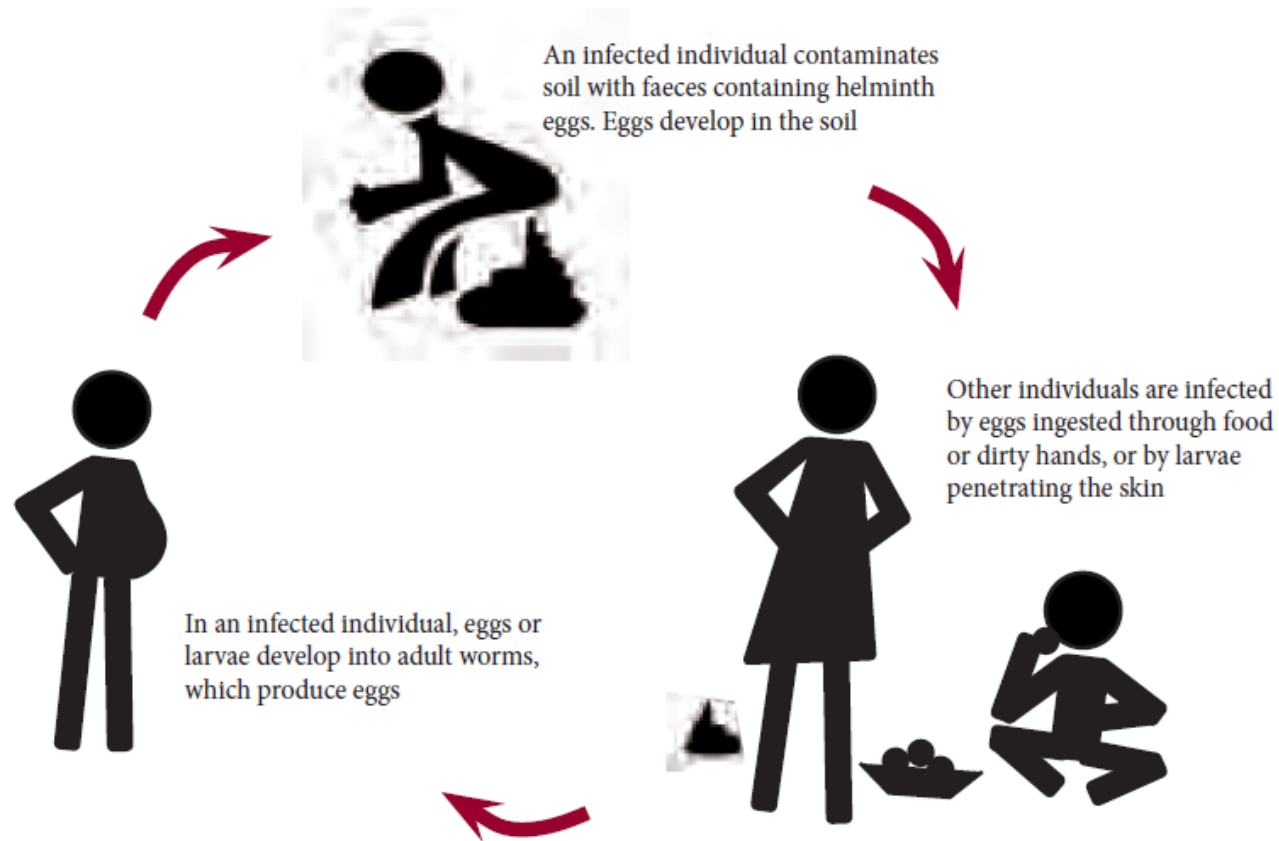 An infected individual contaminates
soil with faeces containing helminth
eggs. Eggs develop in the soil
Other individuals are infected
by eggs ingested through food
or dirty hands, or by larvae
penetrating the skin
In an infected individual, eggs or
larvae develop into adult worms,
which produce eggs